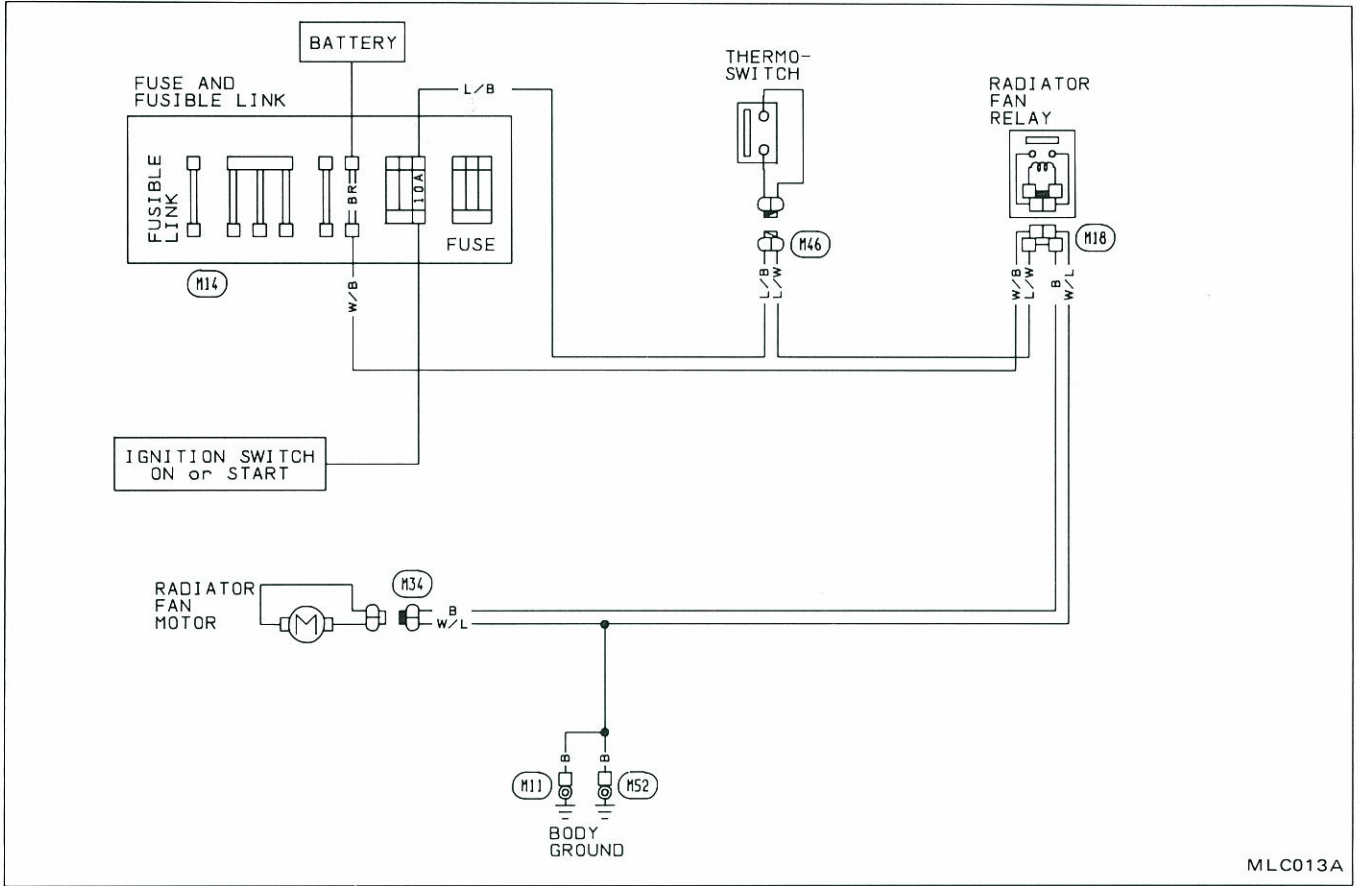 BATTERY
FUSE AND
FUSIBLE LINK
L/B
THERMO-
SWITCH
RADIATOR
FAN
RELAY
FUSIBLE
LINK
BR
10A
FUSE
M14
M46
M18
W/B
L/B
L/W
W/B
L/W
B
W/L
IGNITION SWITCH
ON or START
RADIATOR
FAN
MOTOR
M
M34
B
W/L
B
B
M11
M52
BODY
GROUND
MLC013A